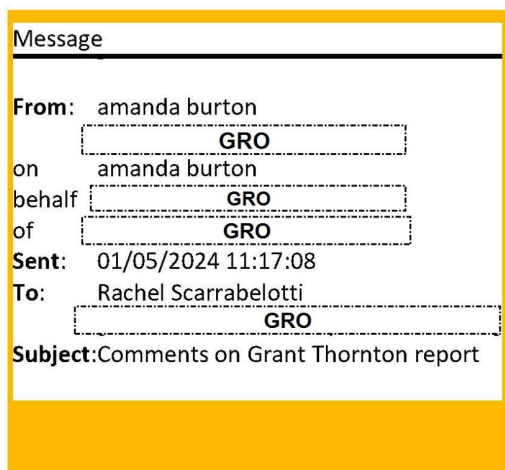 Message
From: amanda burton
GRO
on amanda burton
behalf GRO
of GRO
Sent: 01/05/2024 11:17:08
To: Rachel Scarrabelotti
GRO
Subject:Comments on Grant Thornton report